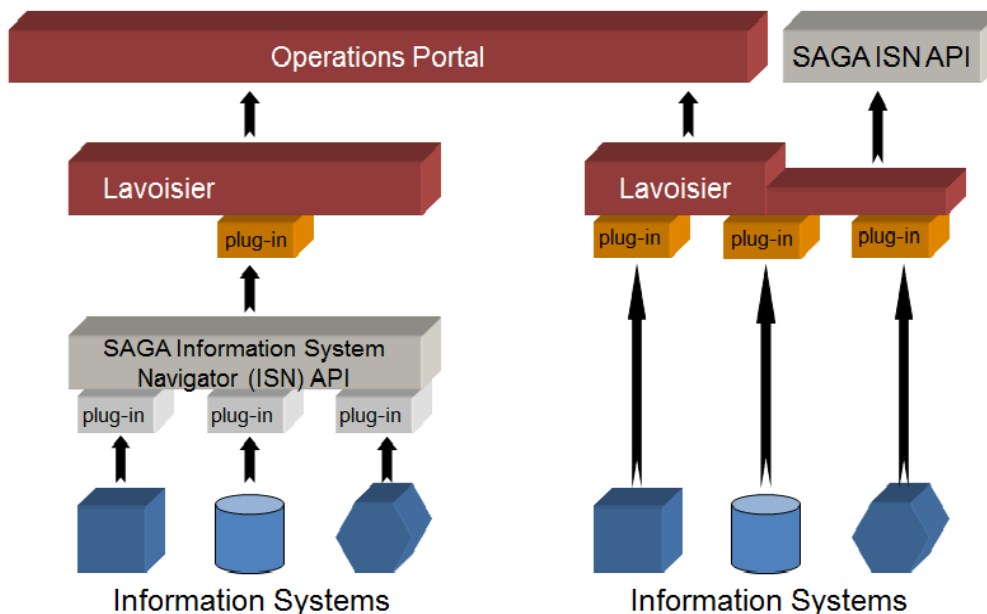 Operations Portal
SAGA ISN API
Lavoisier
Lavoisier
plug-in
plug-in
plug-in
plug-in
SAGA Information System
Navigator (ISN) API
plug-in
plug-in
plug-in
Information Systems
Information Systems